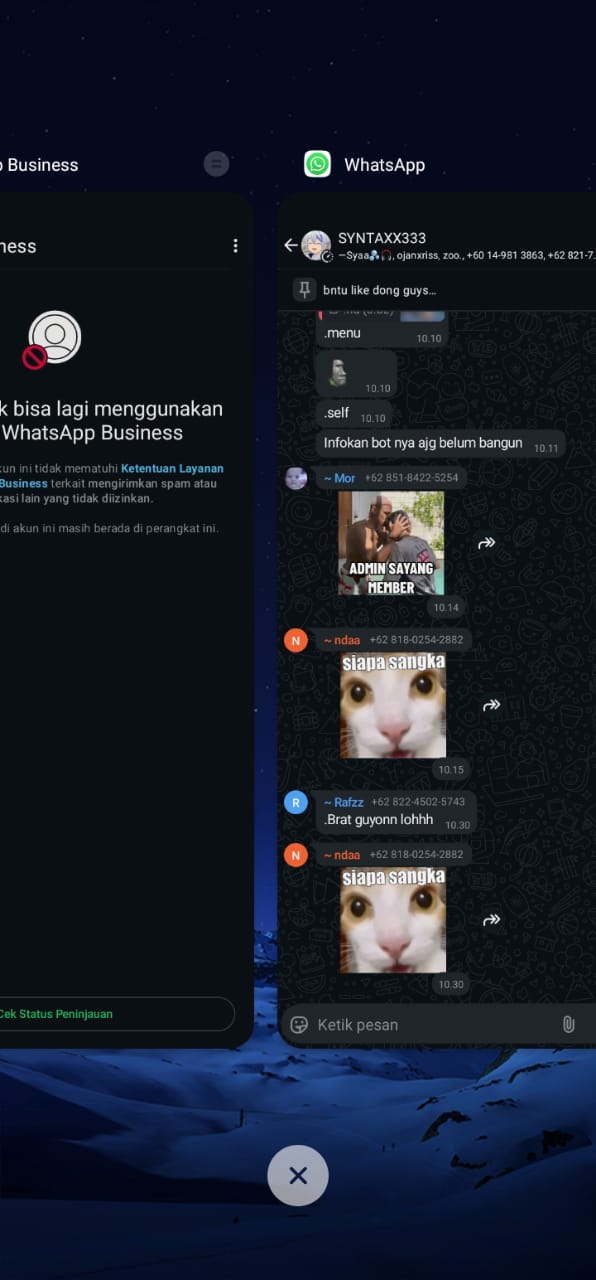 Business
WhatsApp
ness
SYNTAXX333
—Syaa💦🎧, ojanxriss, zoo., +60 14-981 3863, +62 821-7.
bntu like dong guys…
.menu
10.10
10.10
.self
10.10
Infokan bot nya ajg belum bangun
10.11
k bisa lagi menggunakan
WhatsApp Business
un ini tidak mematuhi Ketentuan Layanan
Business terkait mengirimkan spam atau
kasi lain yang tidak diizinkan.
di akun ini masih berada di perangkat ini.
Cek Status Peninjauan
~ Mor +62 851-8422-5254
ADMIN SAYANG
MEMBER
10.14
N
~ ndaa +62 818-0254-2882
siapa sangka
10.15
R
~ Rafzz +62 822-4502-5743
.Brat guyonn lohhh
10.30
N
~ ndaa +62 818-0254-2882
siapa sangka
10.30
Ketik pesan